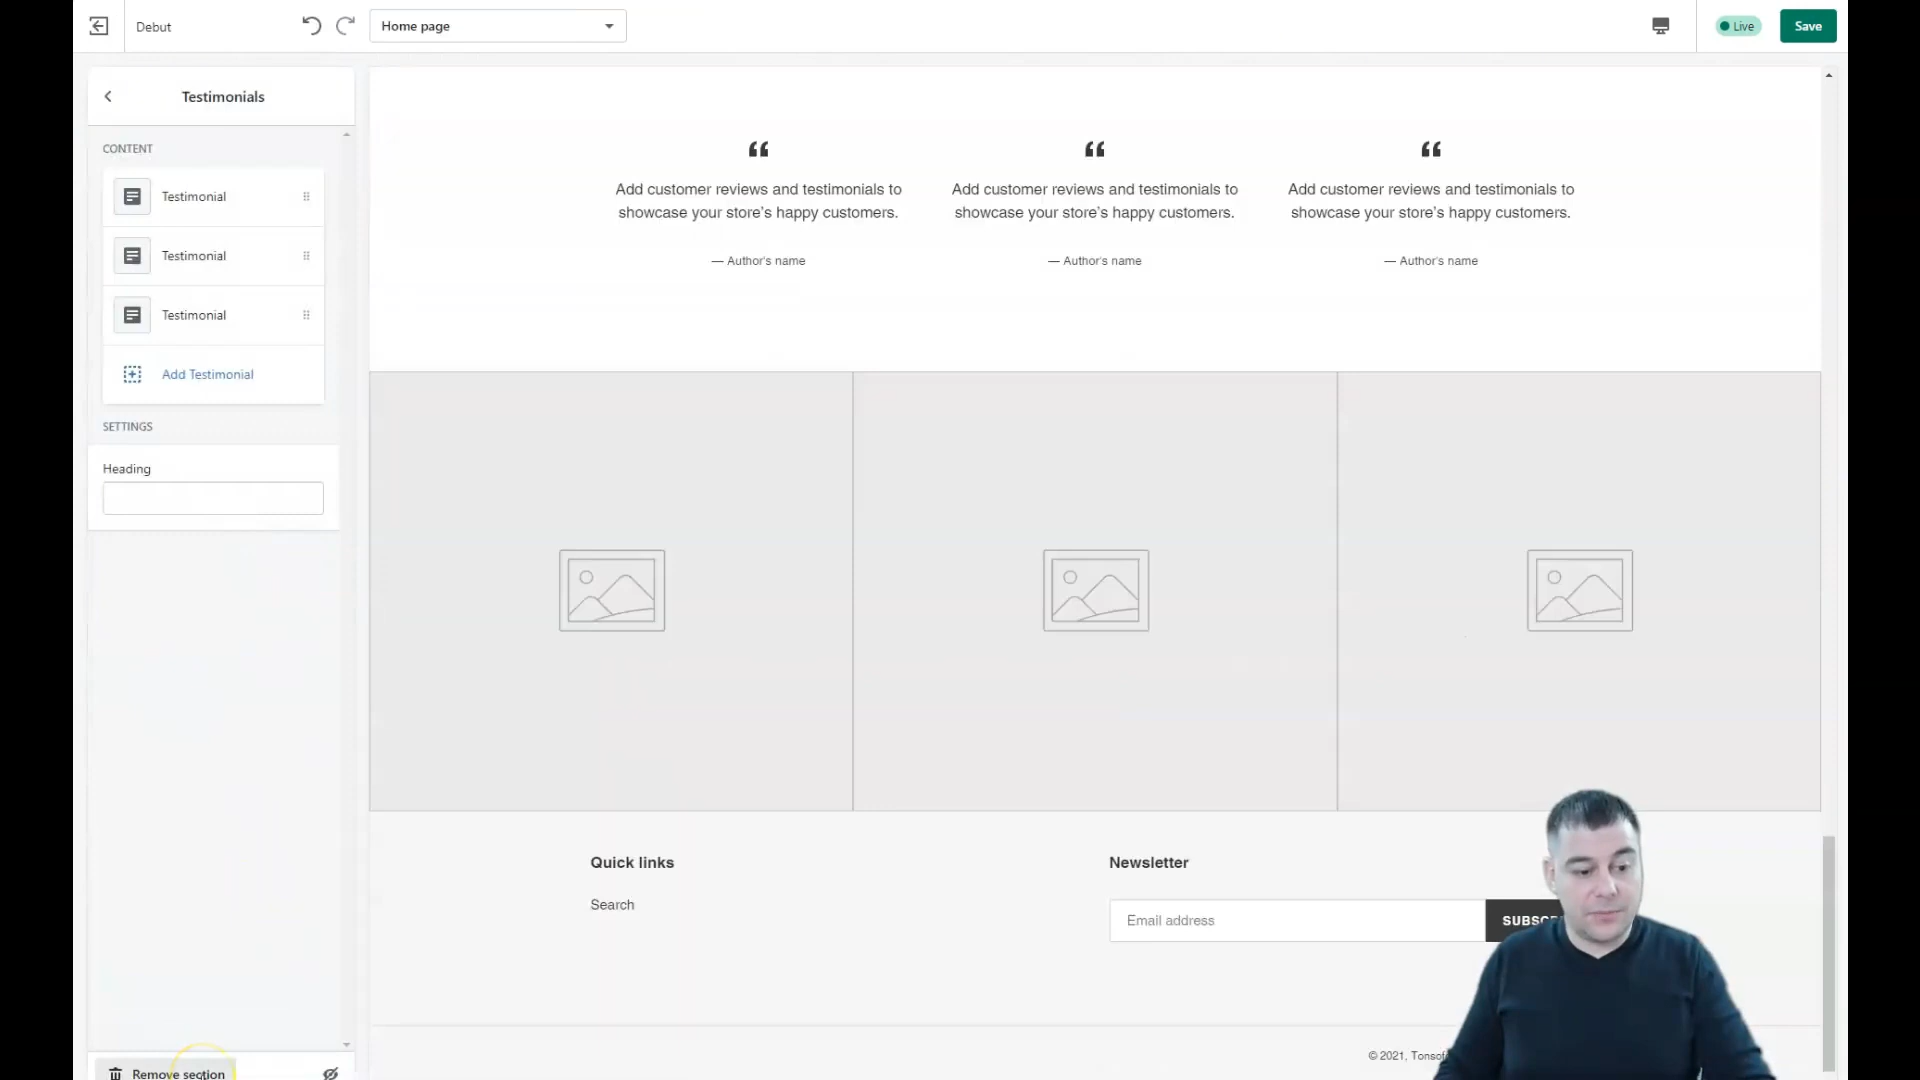 Debut
Home page
Live
Save
Testimonials
CONTENT
Testimonial
Testimonial
Testimonial
Add Testimonial
SETTINGS
Heading
Remove section
Add customer reviews and testimonials to
showcase your store's happy customers.
— Author's name
Add customer reviews and testimonials to
showcase your store's happy customers.
— Author's name
Add customer reviews and testimonials to
showcase your store's happy customers.
— Author's name
Quick links
Search
Newsletter
Email address
© 2021,